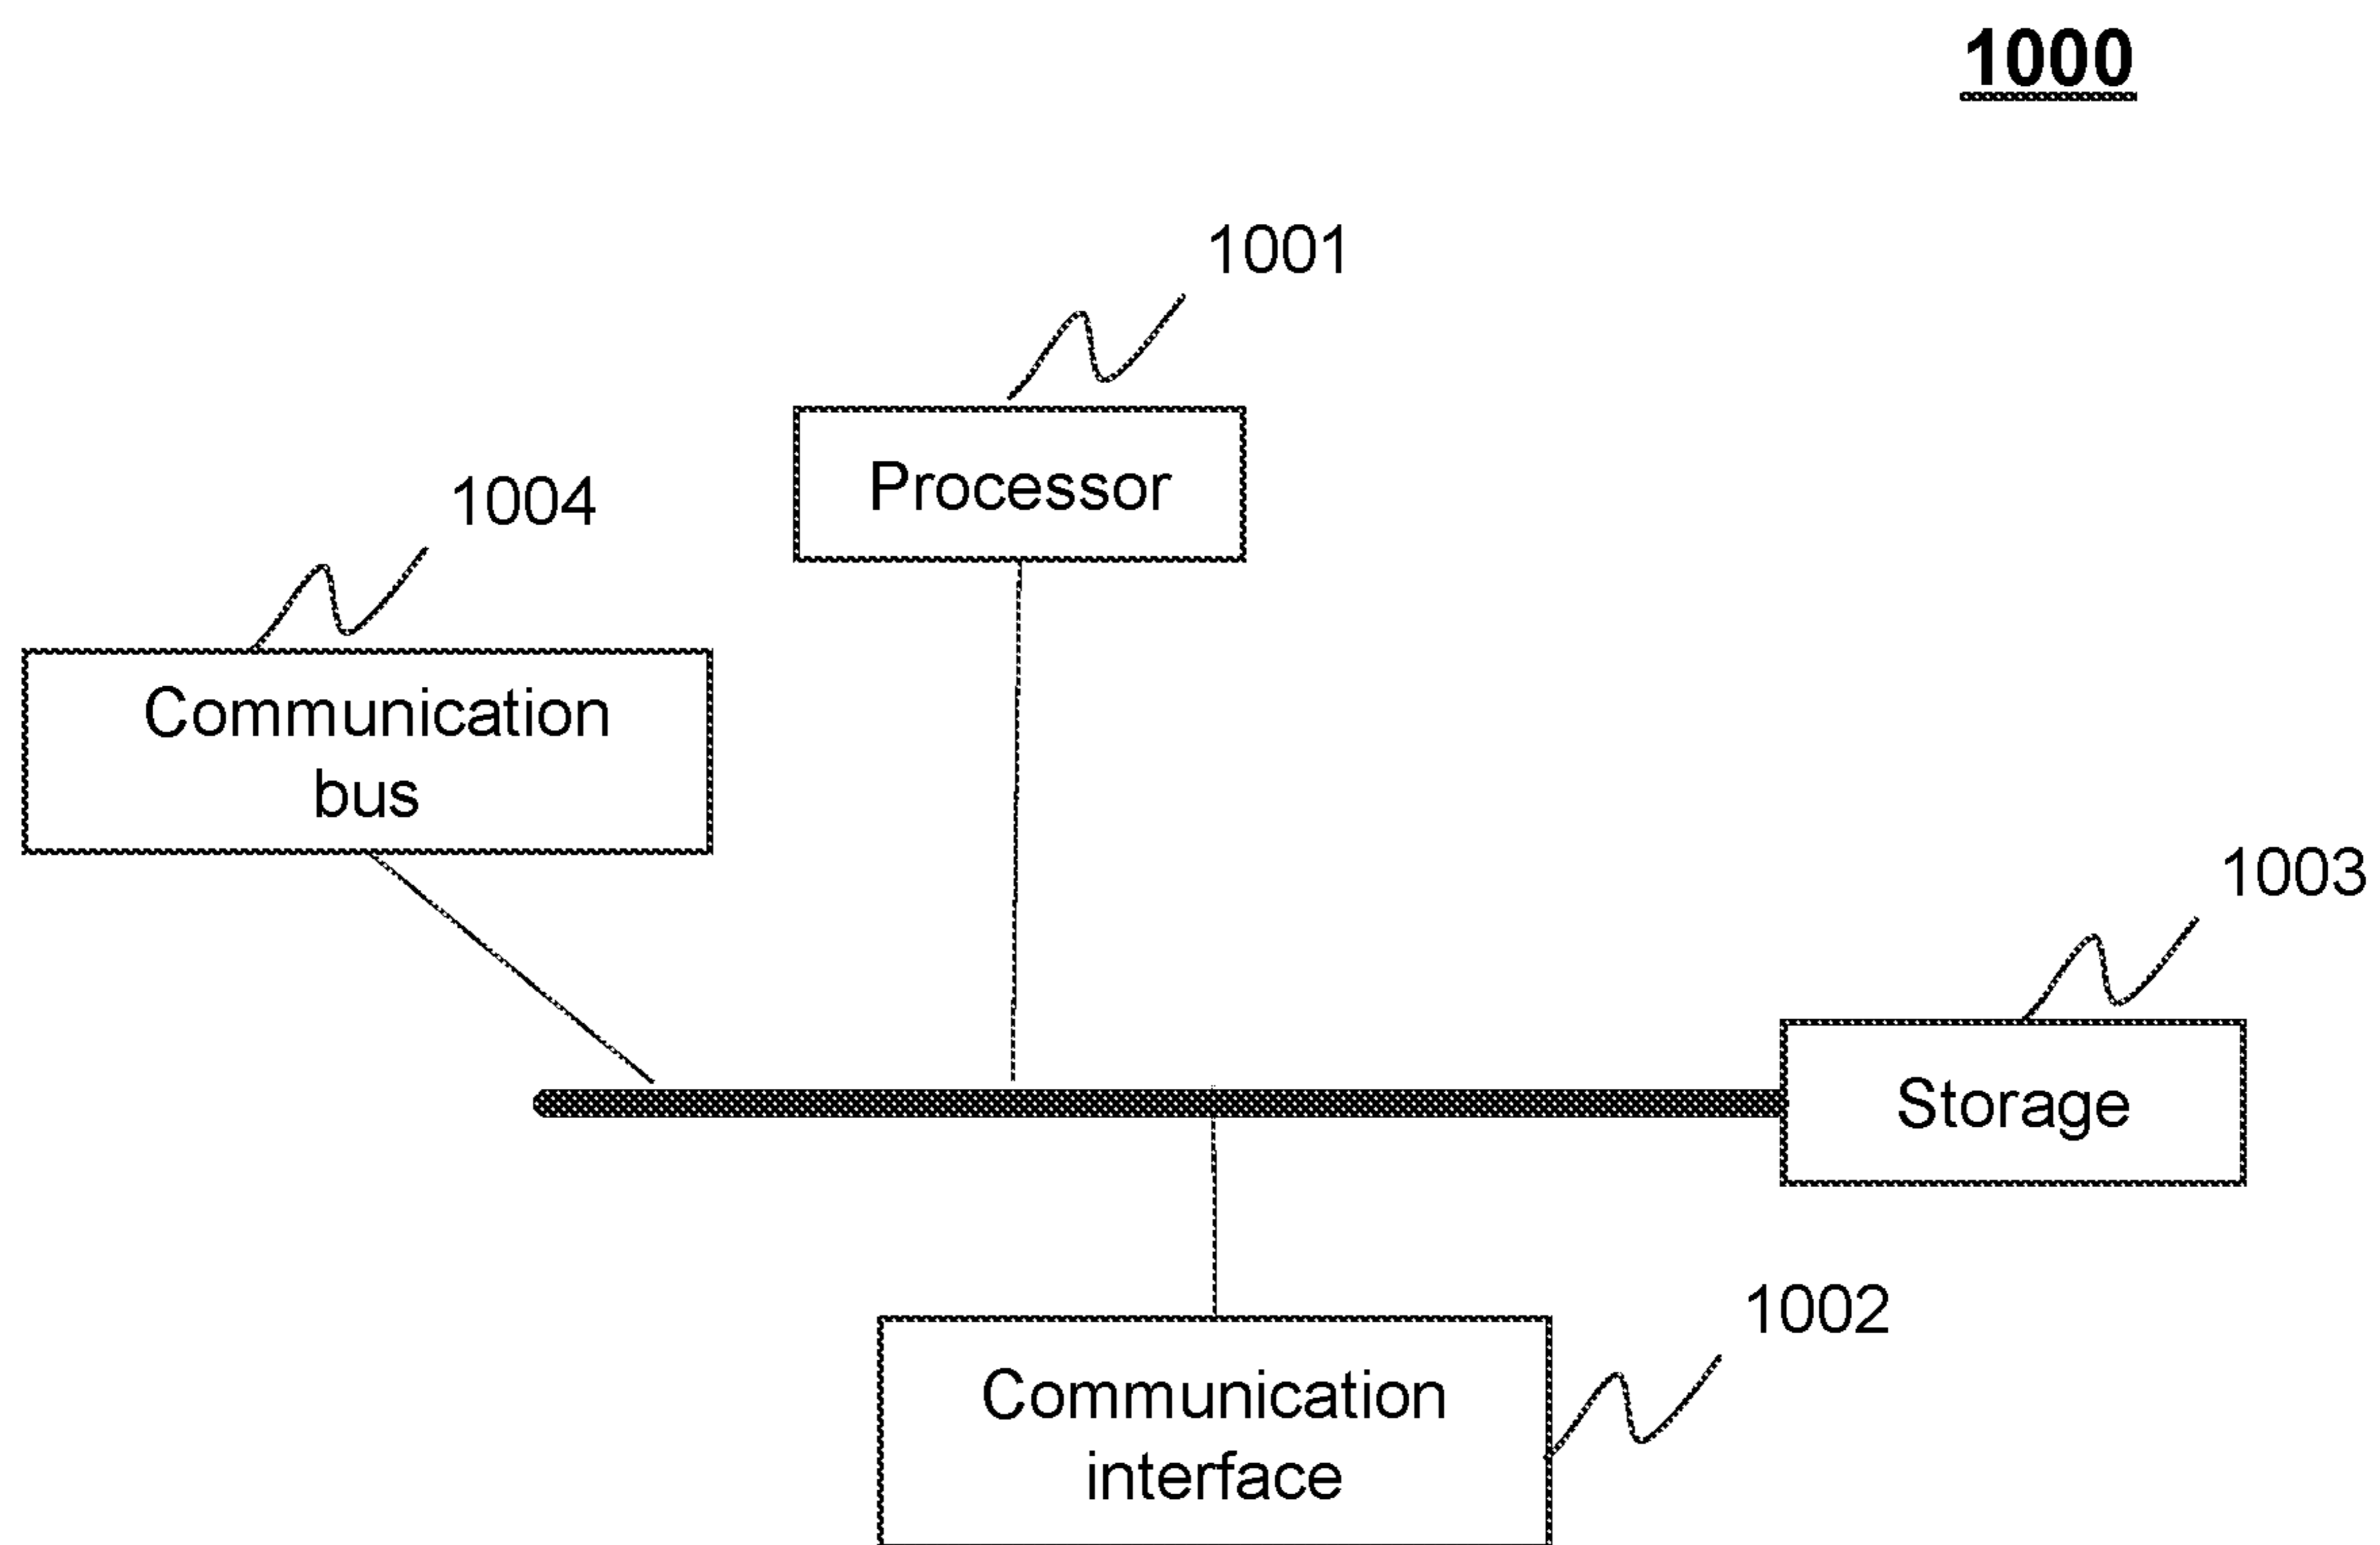 1000
1001
Processor
1004
Communication
bus
1003
Storage
1002
Communication
interface